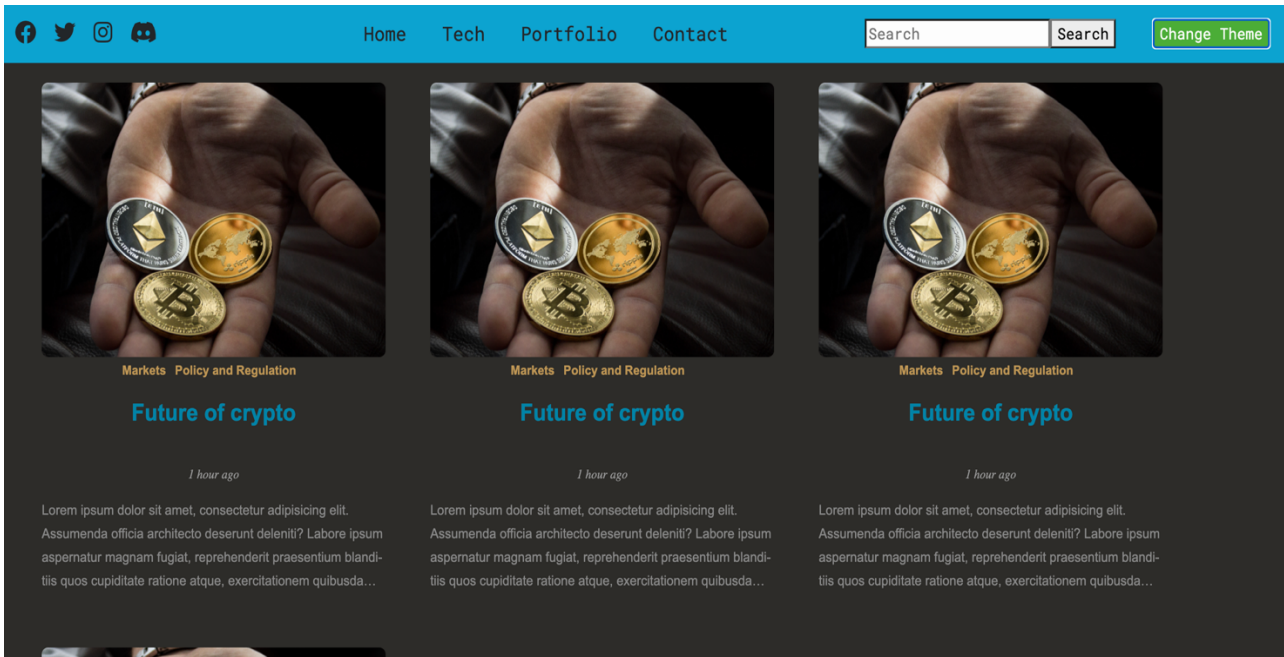 Home Tech Portfolio Contact Search Search Change Theme
Markets Policy and Regulation
Future of crypto
1 hour ago
Lorem ipsum dolor sit amet, consectetur adipisicing elit.
Assumenda officia architecto deserunt deleniti? Labore ipsum
aspernatur magnam fugiat, reprehenderit praesentium blandi-
tiis quos cupiditate ratione atque, exercitationem quibusda…
Markets Policy and Regulation
Future of crypto
1 hour ago
Lorem ipsum dolor sit amet, consectetur adipisicing elit.
Assumenda officia architecto deserunt deleniti? Labore ipsum
aspernatur magnam fugiat, reprehenderit praesentium blandi-
tiis quos cupiditate ratione atque, exercitationem quibusda…
Markets Policy and Regulation
Future of crypto
1 hour ago
Lorem ipsum dolor sit amet, consectetur adipisicing elit.
Assumenda officia architecto deserunt deleniti? Labore ipsum
aspernatur magnam fugiat, reprehenderit praesentium blandi-
tiis quos cupiditate ratione atque, exercitationem quibusda…